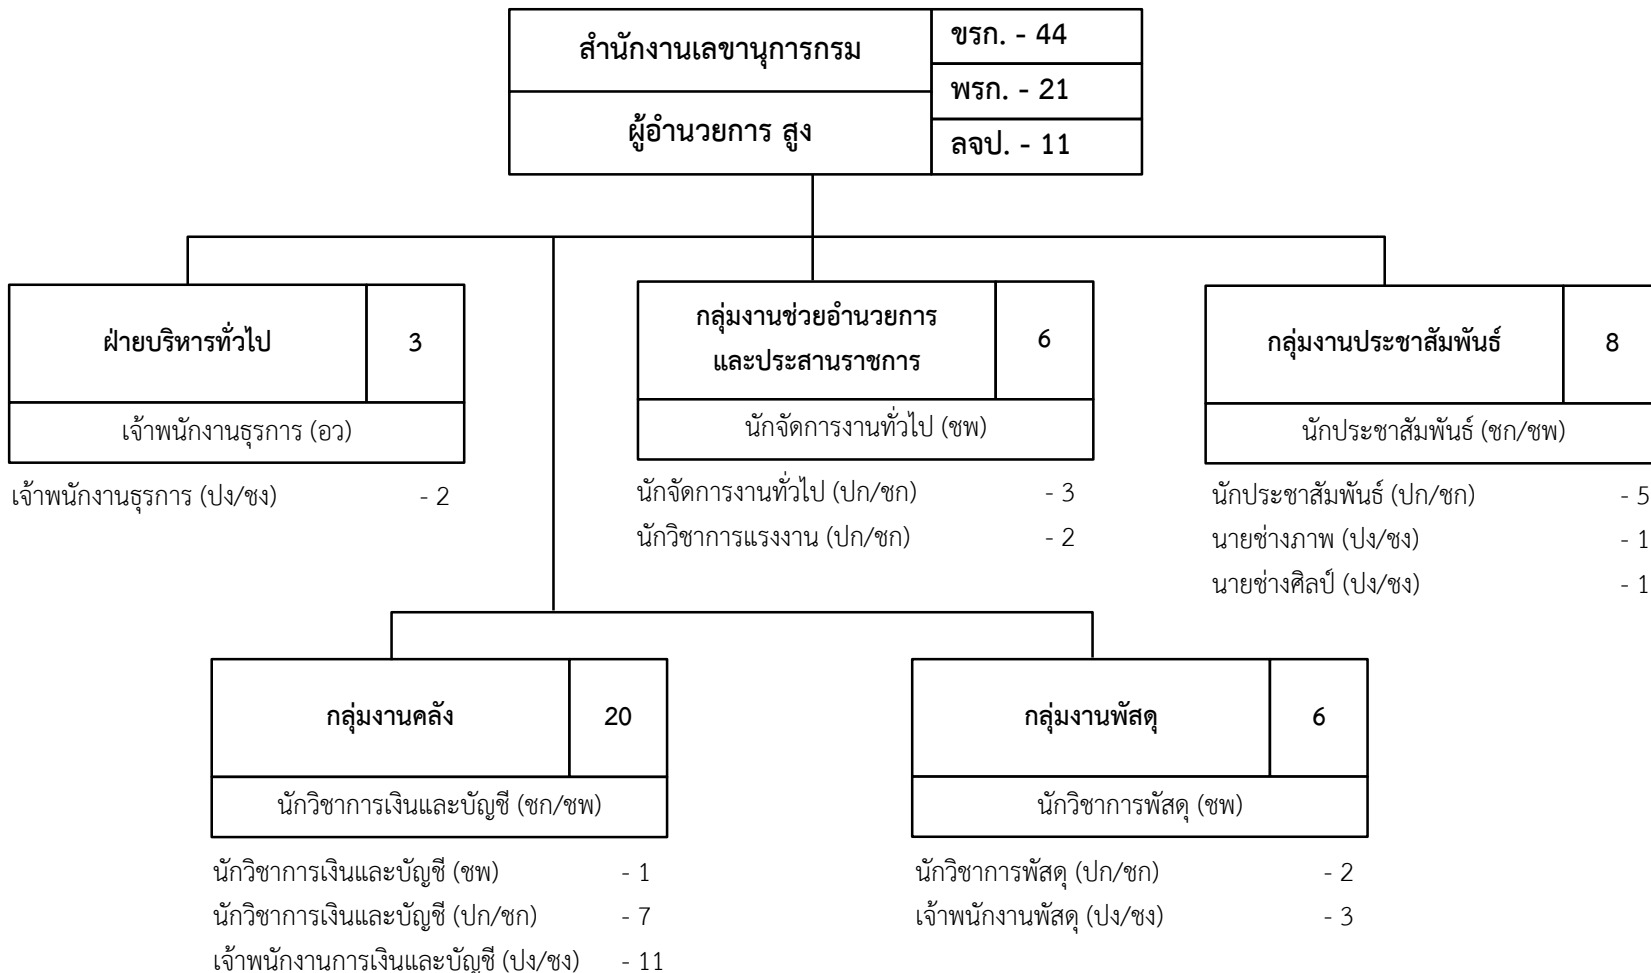 สำนักงานเลขานุการกรม
ผู้อำนวยการ สูง
ขรก. - 44
พรก. - 21
ลจป. - 11
ฝ่ายบริหารทั่วไป 3
เจ้าพนักงานธุรการ (อว)
เจ้าพนักงานธุรการ (ปง/ชง) - 2
กลุ่มงานช่วยอำนวยการ
และประสานราชการ
6
นักจัดการงานทั่วไป (ชพ)
นักจัดการงานทั่วไป (ปก/ชก) - 3
นักวิชาการแรงงาน (ปก/ชก) - 2
กลุ่มงานประชาสัมพันธ์ 8
นักประชาสัมพันธ์ (ชก/ชพ)
นักประชาสัมพันธ์ (ปก/ชก) - 5
นายช่างภาพ (ปง/ชง) - 1
นายช่างศิลป์ (ปง/ชง) - 1
กลุ่มงานคลัง 20
นักวิชาการเงินและบัญชี (ชก/ชพ)
นักวิชาการเงินและบัญชี (ชพ) - 1
นักวิชาการเงินและบัญชี (ปก/ชก) - 7
เจ้าพนักงานการเงินและบัญชี (ปง/ชง) - 11
กลุ่มงานพัสดุ 6
นักวิชาการพัสดุ (ชพ)
นักวิชาการพัสดุ (ปก/ชก) - 2
เจ้าพนักงานพัสดุ (ปง/ชง) - 3